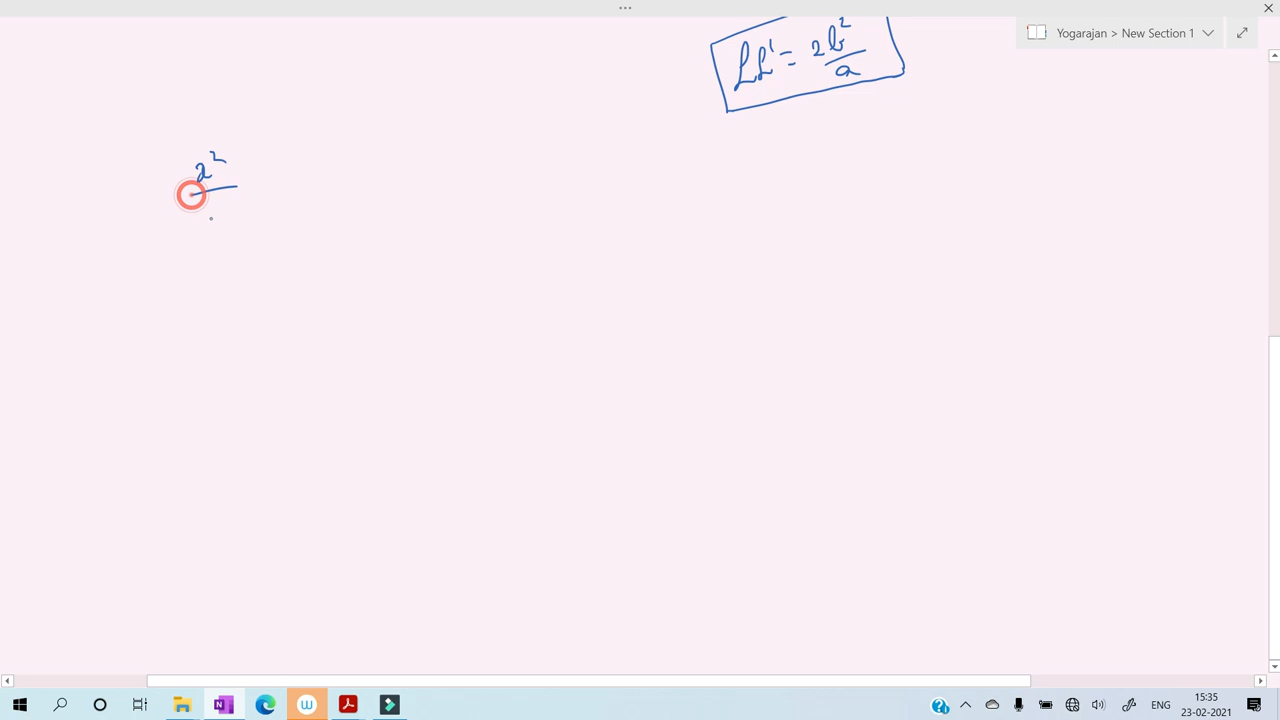 Yogarajan > New Section 1
LL' = 2b²/a
x²
ENG
15:35
23-02-2021